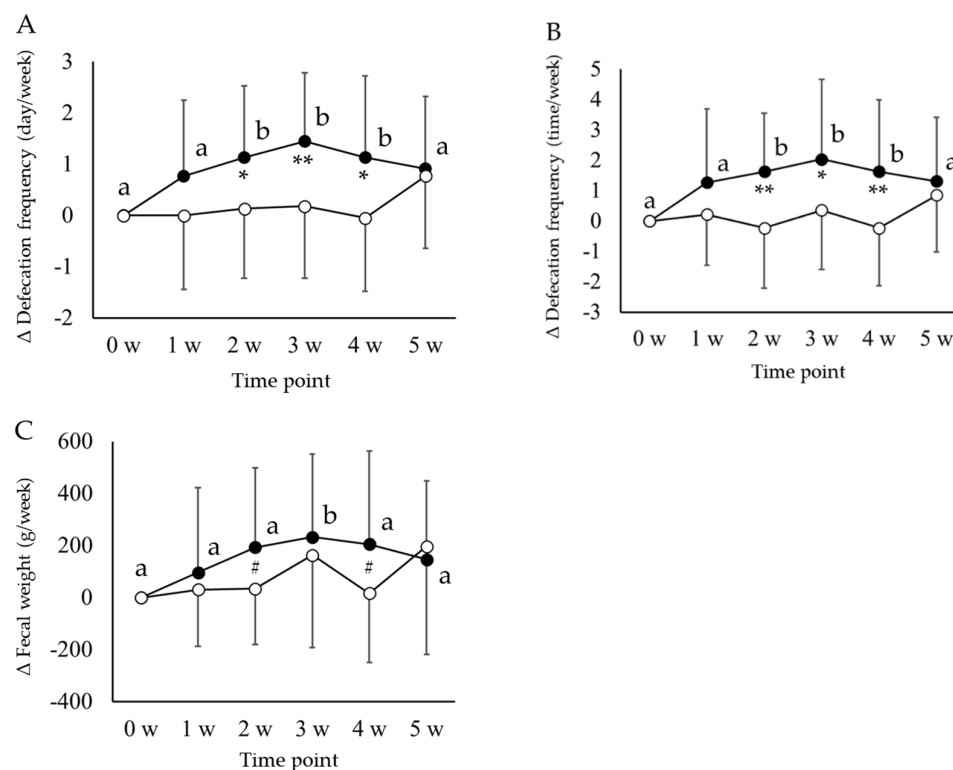 A
Δ Defecation frequency (day/week)
3
2
1
0
-1
-2
a
a
b
b
b
a
*
**
*
0 w 1 w 2 w 3 w 4 w 5 w
Time point
B
Δ Defecation frequency (time/week)
5
4
3
2
1
0
-1
-2
-3
a
a
b
b
b
a
**
*
**
0 w 1 w 2 w 3 w 4 w 5 w
Time point
C
Δ Fecal weight (g/week)
600
400
200
0
-200
-400
a
a
a
b
a
a
#
#
0 w 1 w 2 w 3 w 4 w 5 w
Time point